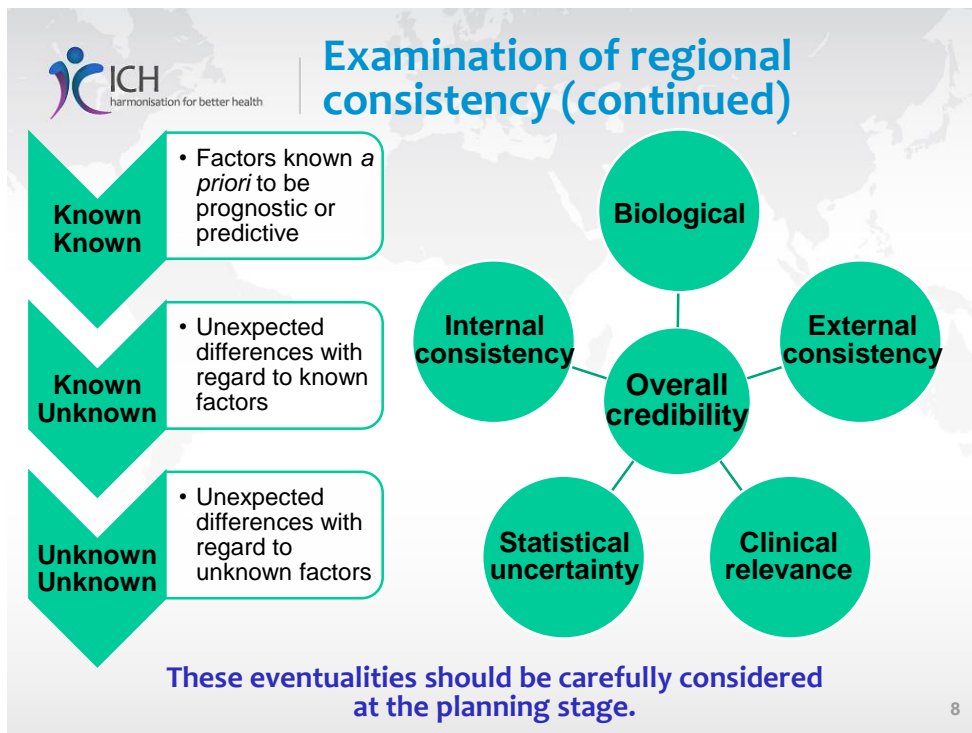 ICH
harmonisation for better health
Examination of regional
consistency (continued)
Known
Known
• Factors known a
priori to be
prognostic or
predictive
Known
Unknown
• Unexpected
differences with
regard to known
factors
Unknown
Unknown
• Unexpected
differences with
regard to
unknown factors
Biological
Internal
consistency
External
consistency
Overall
credibility
Statistical
uncertainty
Clinical
relevance
These eventualities should be carefully considered
at the planning stage.
8